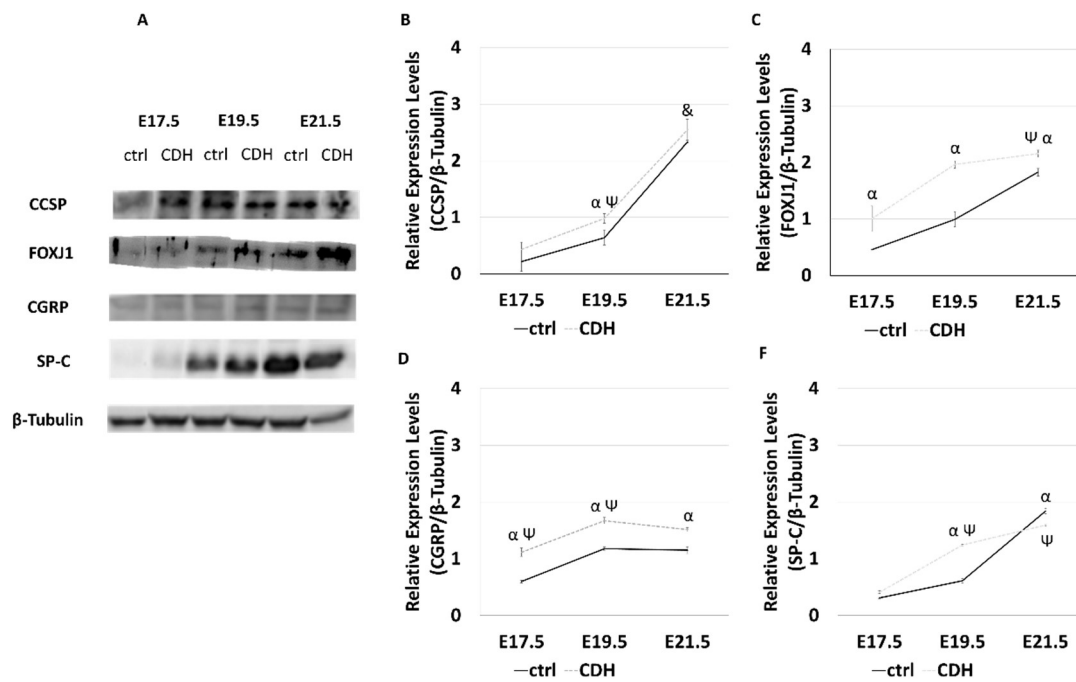 A
E17.5 E19.5 E21.5
ctrl CDH ctrl CDH ctrl CDH
CCSP
FOXJ1
CGRP
SP-C
β-Tubulin
B
Relative Expression Levels
(CCSP/β-Tubulin)
4
3
2
1
0
&
α Ψ
E17.5 E19.5 E21.5
ctrl CDH
C
Relative Expression Levels
(FOXJ1/β-Tubulin)
4
3
2
1
0
α
α
Ψ α
E17.5 E19.5 E21.5
ctrl CDH
D
Relative Expression Levels
(CGRP/β-Tubulin)
4
3
2
1
0
α Ψ
α Ψ
α
E17.5 E19.5 E21.5
ctrl CDH
F
Relative Expression Levels
(SP-C/β-Tubulin)
4
3
2
1
0
α Ψ
α
Ψ
E17.5 E19.5 E21.5
ctrl CDH